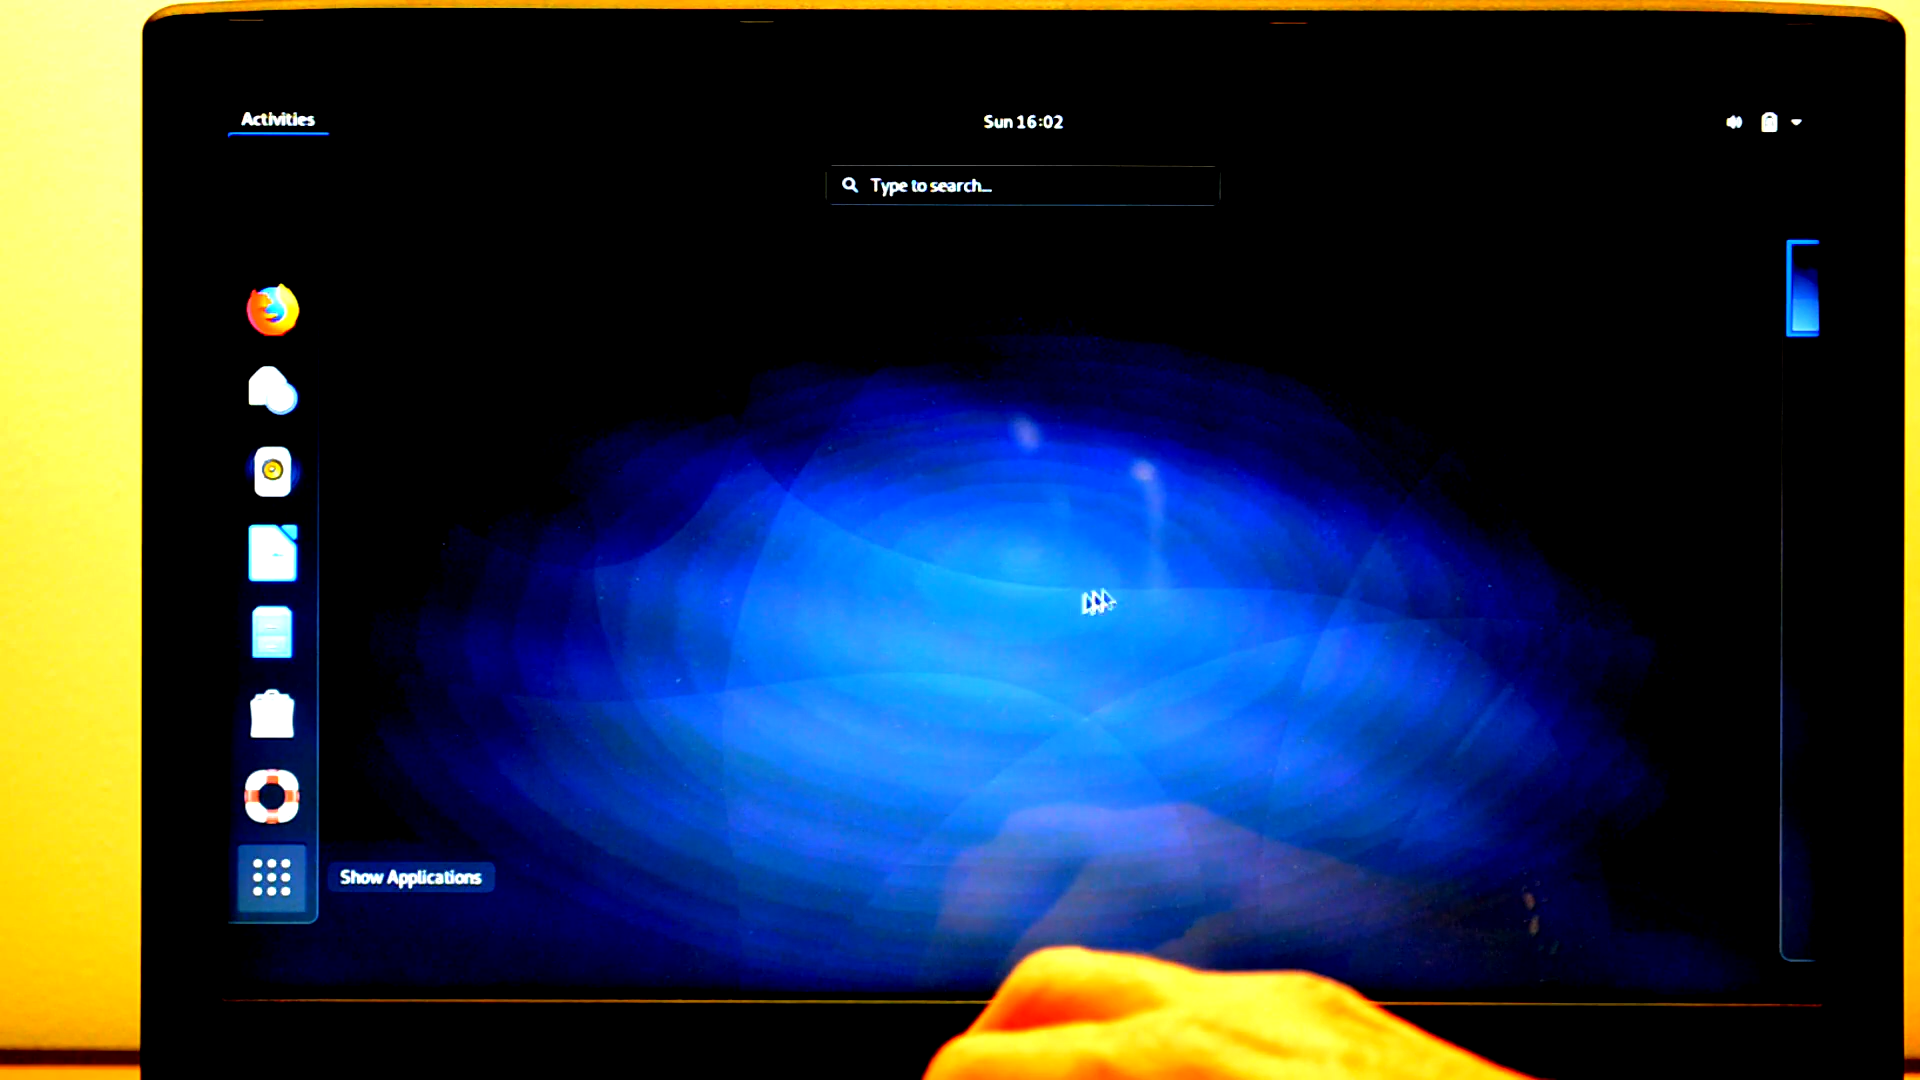 Activities
Sun 16:02
Type to search...
Show Applications